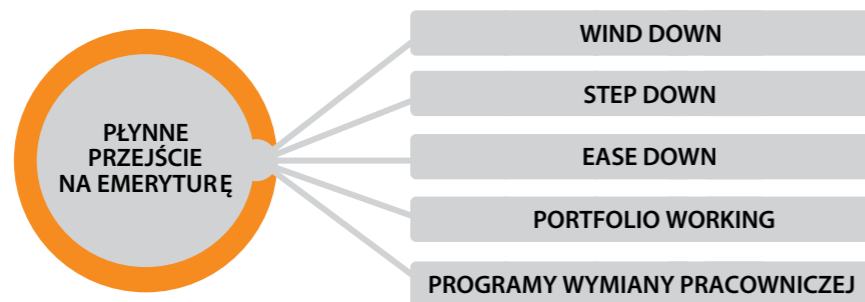 PŁYNNE
PRZEJŚCIE
NA EMERYTURĘ
WIND DOWN
STEP DOWN
EASE DOWN
PORTFOLIO WORKING
PROGRAMY WYMIANY PRACOWNICZEJ